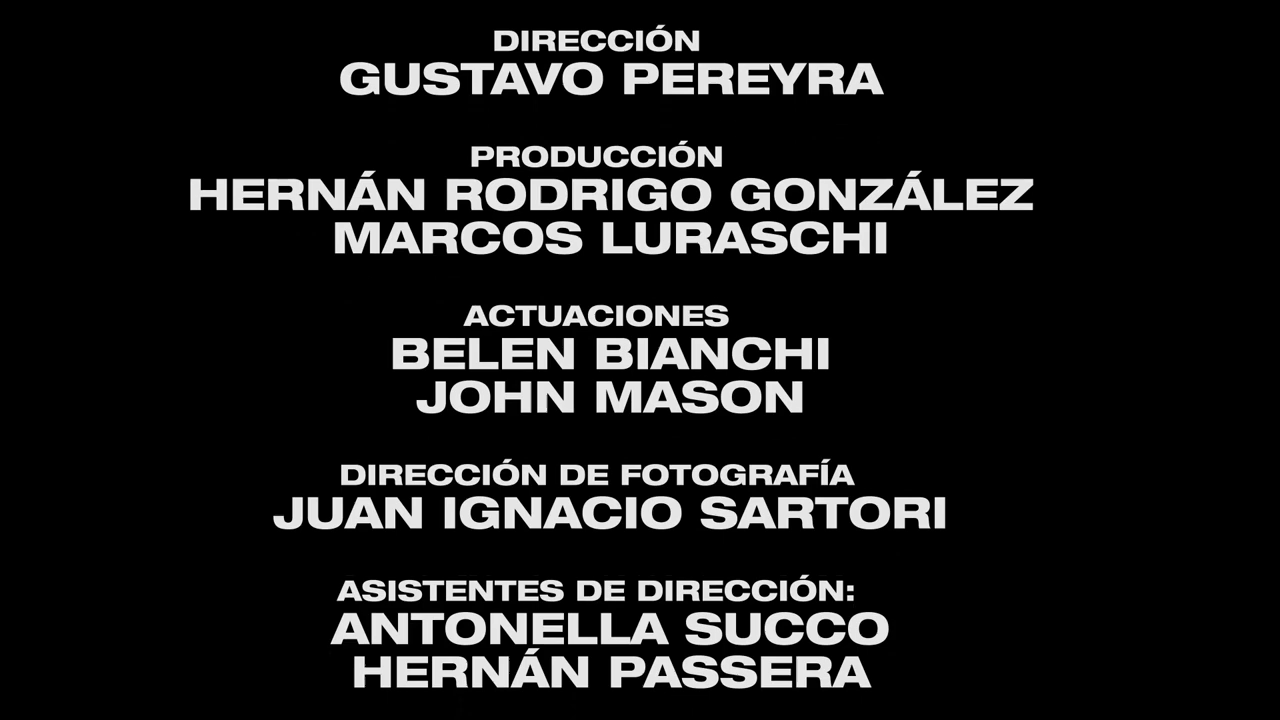 DIRECCIÓN
GUSTAVO PEREYRA
PRODUCCIÓN
HERNÁN RODRIGO GONZÁLEZ
MARCOS LURASCHI
ACTUACIONES
BELEN BIANCHI
JOHN MASON
DIRECCIÓN DE FOTOGRAFÍA
JUAN IGNACIO SARTORI
ASISTENTES DE DIRECCIÓN:
ANTONELLA SUCCO
HERNÁN PASSERA